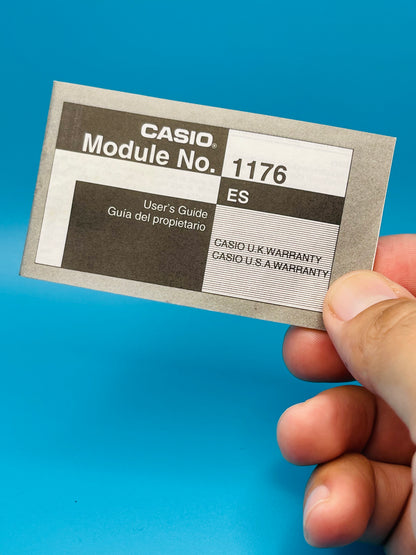 CASIO®
Module No. 1176
ES
User's Guide
Guía del propietario
CASIO U.K.WARRANTY
CASIO U.S.A.WARRANTY